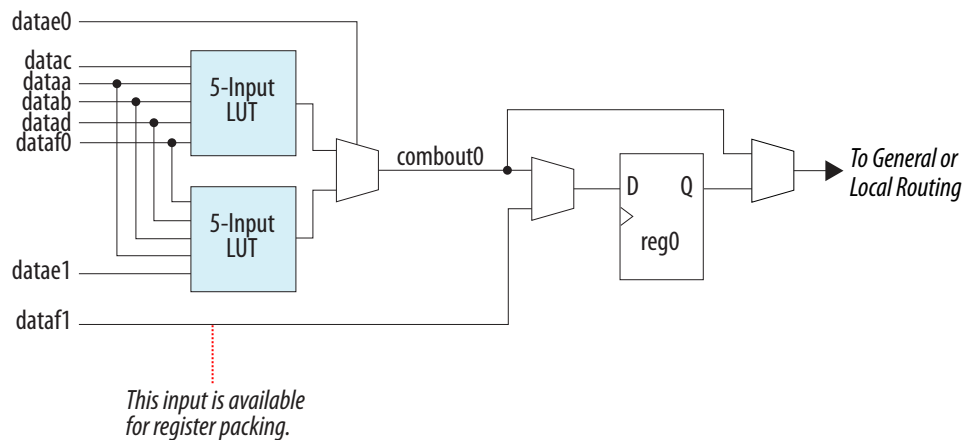 datae0
datac
dataa
datab
datad
dataf0
datae1
dataf1
5-Input
LUT
5-Input
LUT
combout0
D Q
reg0
To General or
Local Routing
This input is available
for register packing.